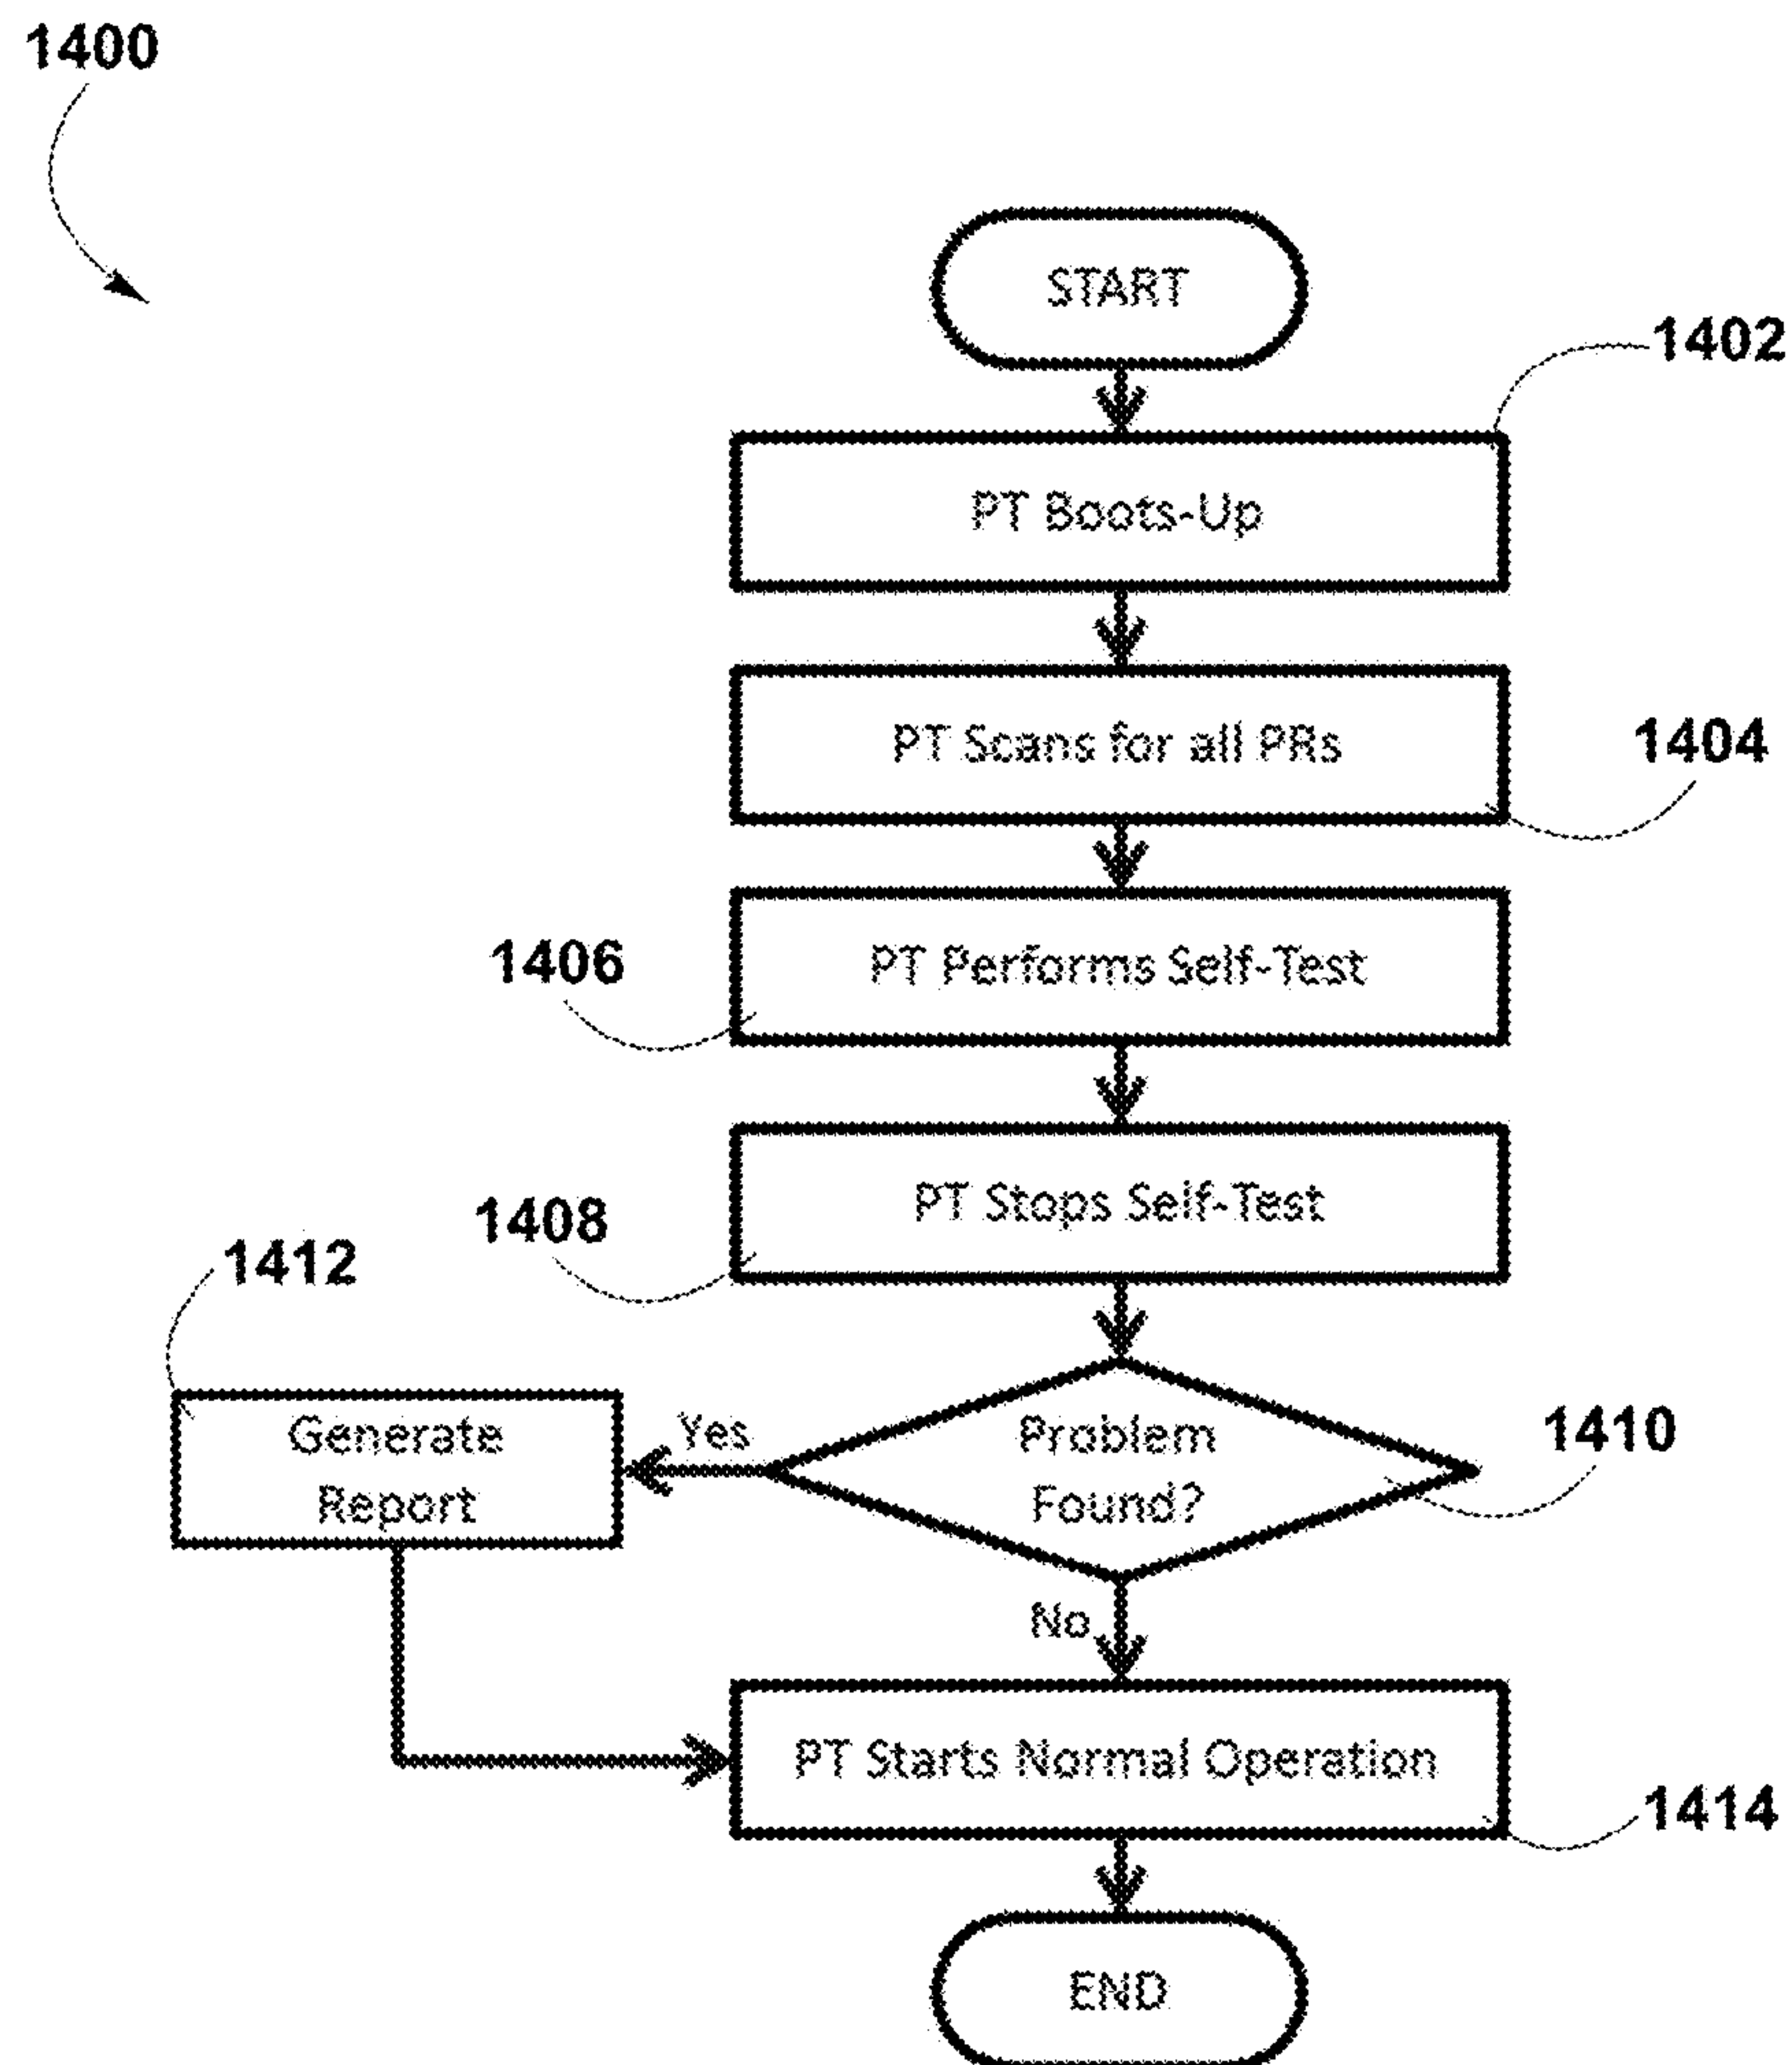 1400
START
1402
PT Boots-Up
PT Scans for all PRs
1404
1406
PT Performs Self-Test
1408
PT Stops Self-Test
1412
Generate
Report
Yes
Problem
Found?
1410
No
PT Starts Normal Operation
1414
END